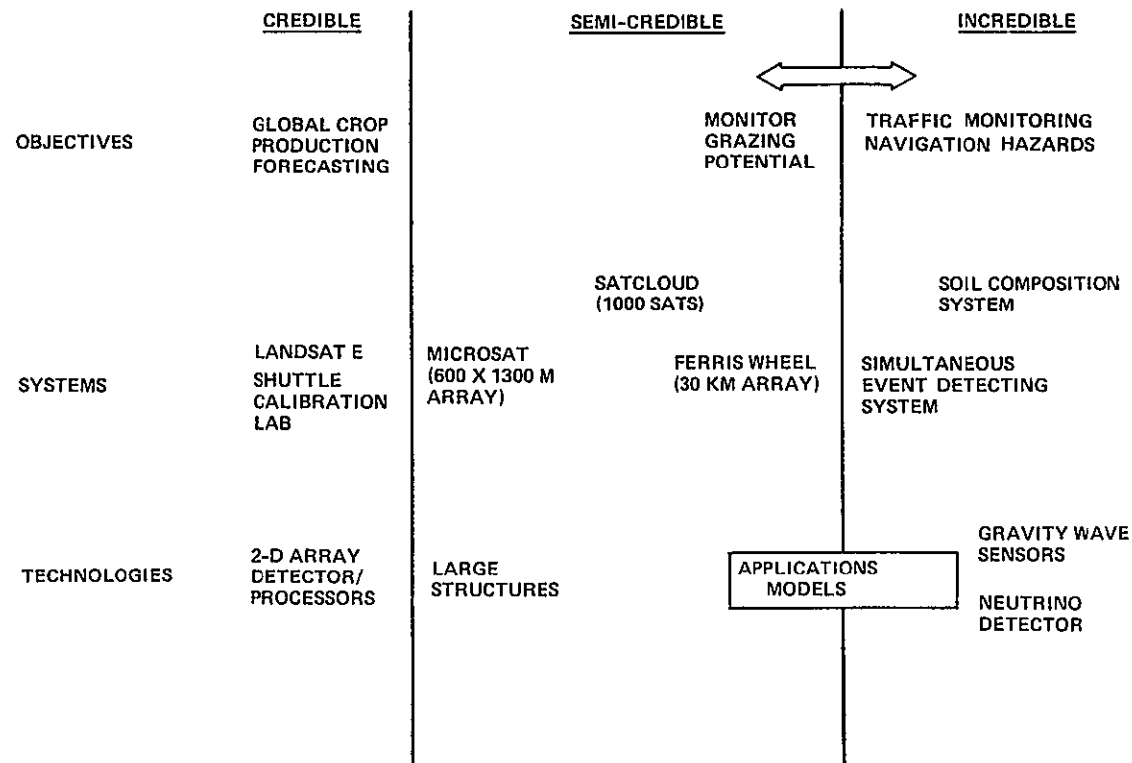 CREDIBLE
SEMI-CREDIBLE
INCREDIBLE
OBJECTIVES
GLOBAL CROP
PRODUCTION
FORECASTING
MONITOR
GRAZING
POTENTIAL
TRAFFIC MONITORING
NAVIGATION HAZARDS
SATCLOUD
(1000 SATS)
SOIL COMPOSITION
SYSTEM
SYSTEMS
LANDSAT E
SHUTTLE
CALIBRATION
LAB
MICROSAT
(600 X 1300 M
ARRAY)
FERRIS WHEEL
(30 KM ARRAY)
SIMULTANEOUS
EVENT DETECTING
SYSTEM
TECHNOLOGIES
2-D ARRAY
DETECTOR/
PROCESSORS
LARGE
STRUCTURES
APPLICATIONS
MODELS
GRAVITY WAVE
SENSORS
NEUTRINO
DETECTOR